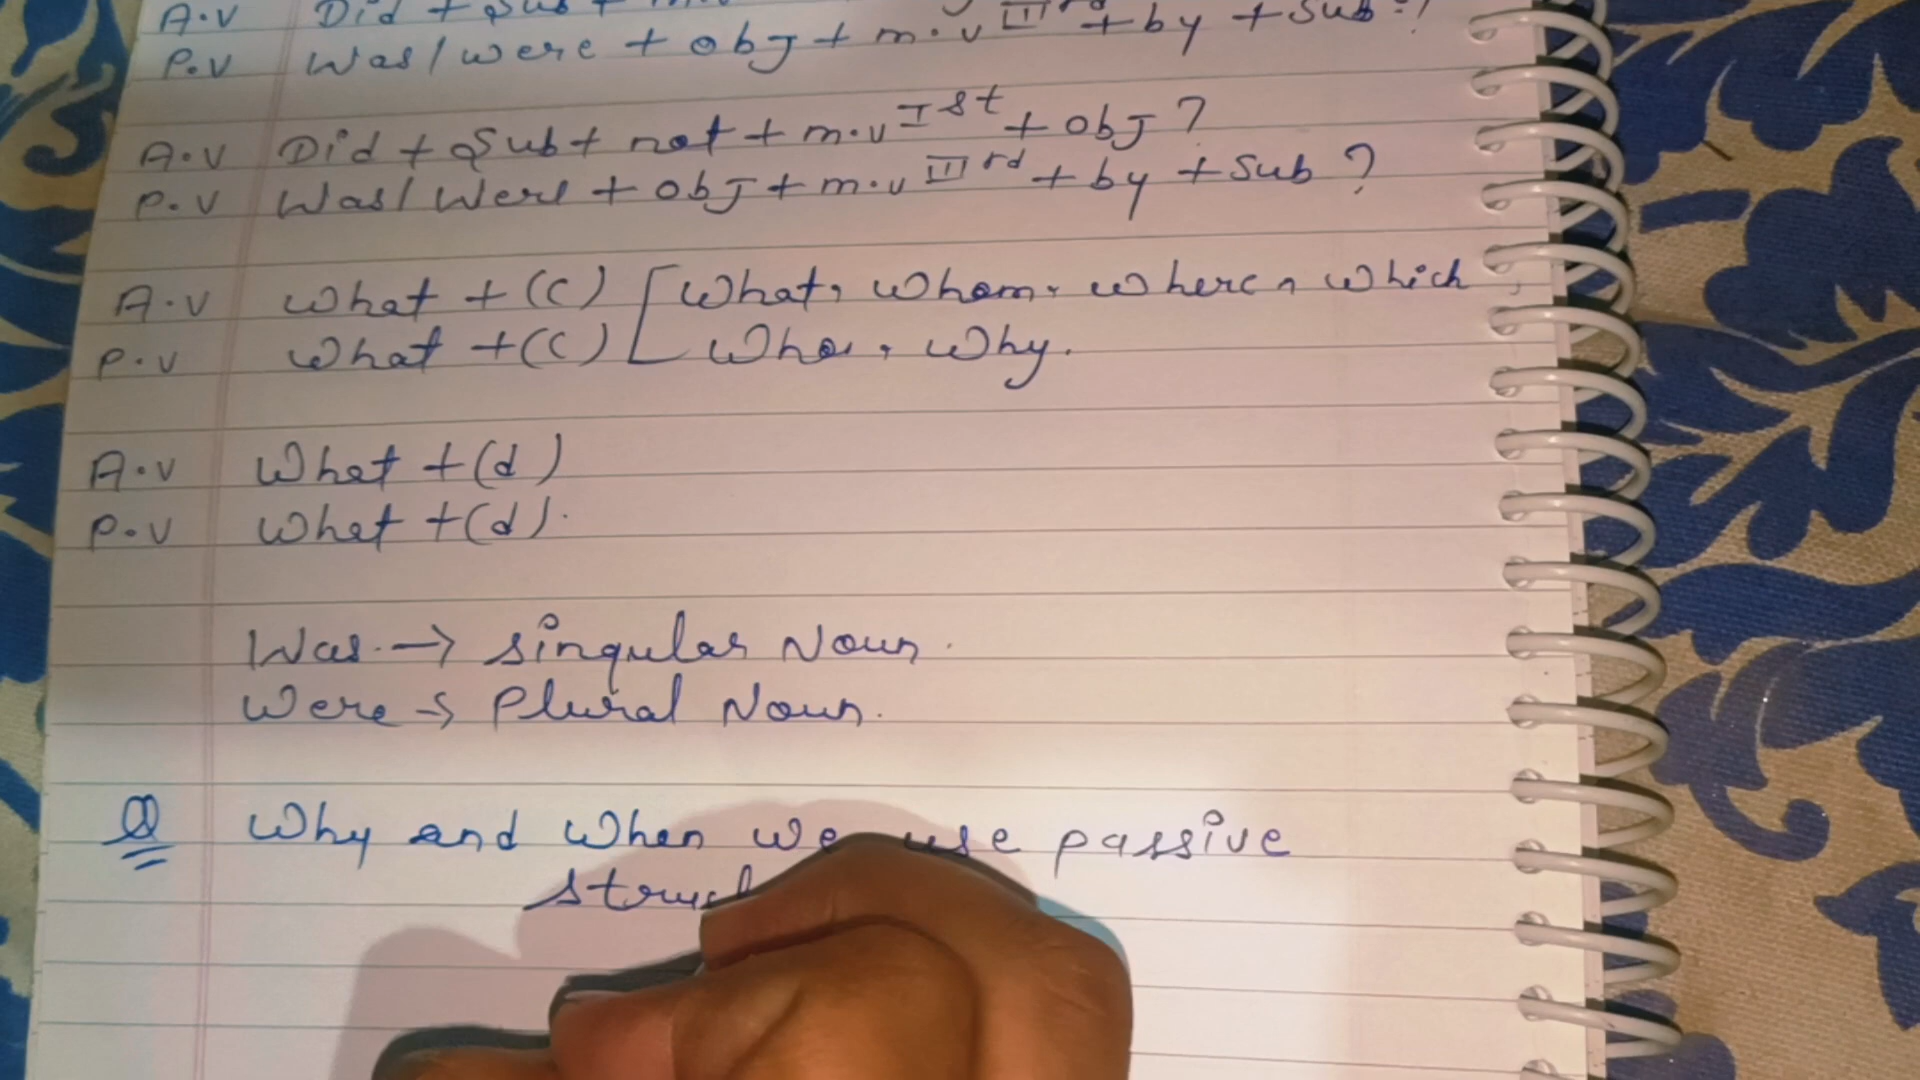 A.V Did + Sub +
P.V Was/were + obj + m.v IIIrd + by + Sub ?
A.V Did + Sub + not + m.v Ist + obj ?
P.V Was/Were + obj + m.v IIIrd + by + Sub ?
A.V What + (C) [ What, Whom, where, which
P.V What + (C) Who, Why.
A.V What + (d)
P.V What + (d).
Was → Singular Noun.
Were → Plural Noun.
Q Why and When we use passive